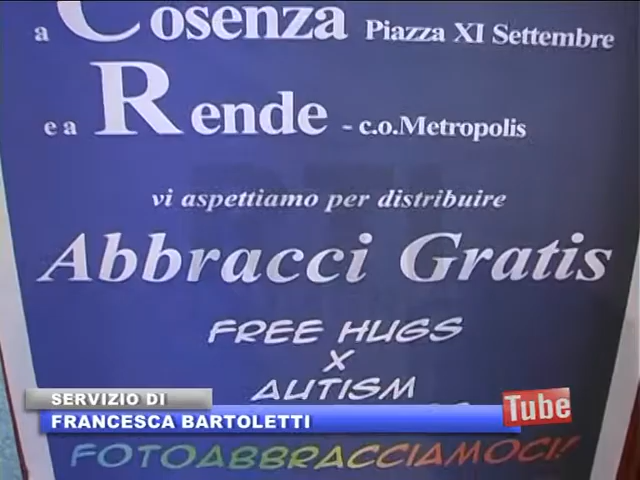 a COSENZA PIAZZA XI SETTEMBRE
e a Rende - c.o.Metropolis
vi aspettiamo per distribuire
Abbracci Gratis
FREE HUGS
X
AUTISM
SERVIZIO DI
FRANCESCA BARTOLETTI
Tube
FOTOABBRACCIAMOCI!